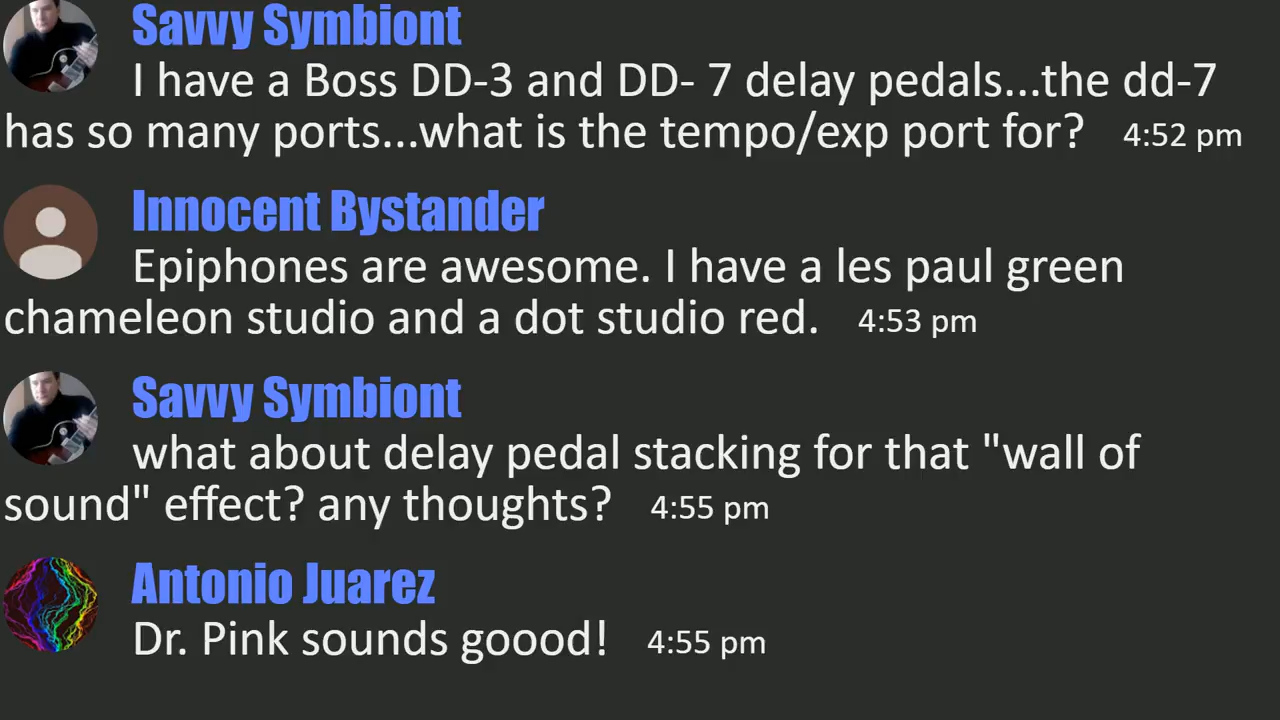 Savvy Symbiont
I have a Boss DD-3 and DD- 7 delay pedals...the dd-7
has so many ports...what is the tempo/exp port for? 4:52 pm
Innocent Bystander
Epiphones are awesome. I have a les paul green
chameleon studio and a dot studio red. 4:53 pm
Savvy Symbiont
what about delay pedal stacking for that "wall of
sound" effect? any thoughts? 4:55 pm
Antonio Juarez
Dr. Pink sounds goood! 4:55 pm